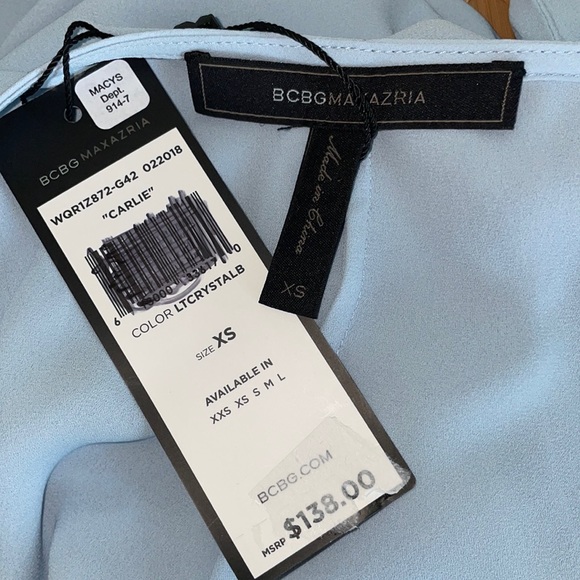 MACYS
Dept.
914-7
BCBGMAXAZRIA
WQR1Z872-G42 022018
"CARLIE"
COLOR LTCRYSTALB
SIZE XS
AVAILABLE IN
XXS XS S M L
BCBG.COM
MSRP $138.00
BCBGMAXAZRIA
Made in China
XS